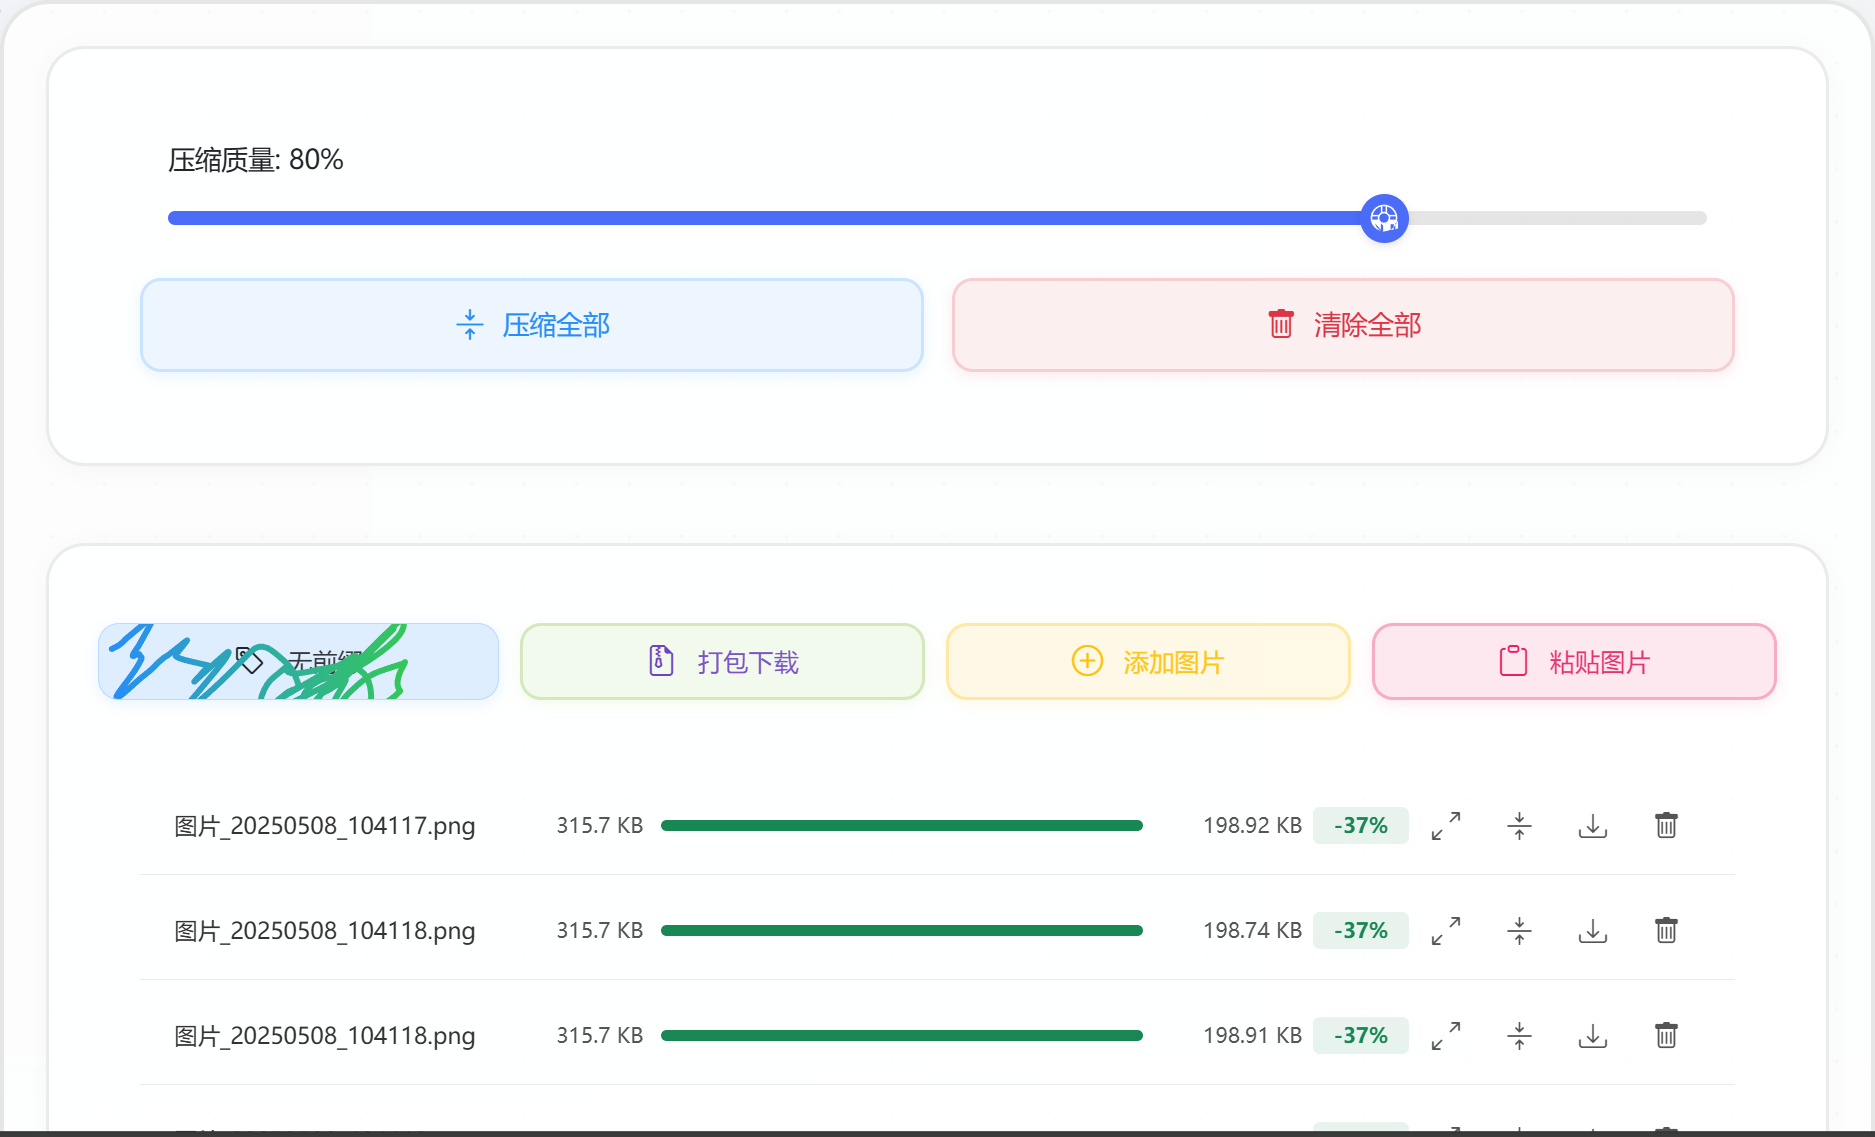 压缩质量: 80%
压缩全部
清除全部
无前缀
打包下载
添加图片
粘贴图片
图片_20250508_104117.png 315.7 KB 198.92 KB -37%
图片_20250508_104118.png 315.7 KB 198.74 KB -37%
图片_20250508_104118.png 315.7 KB 198.91 KB -37%